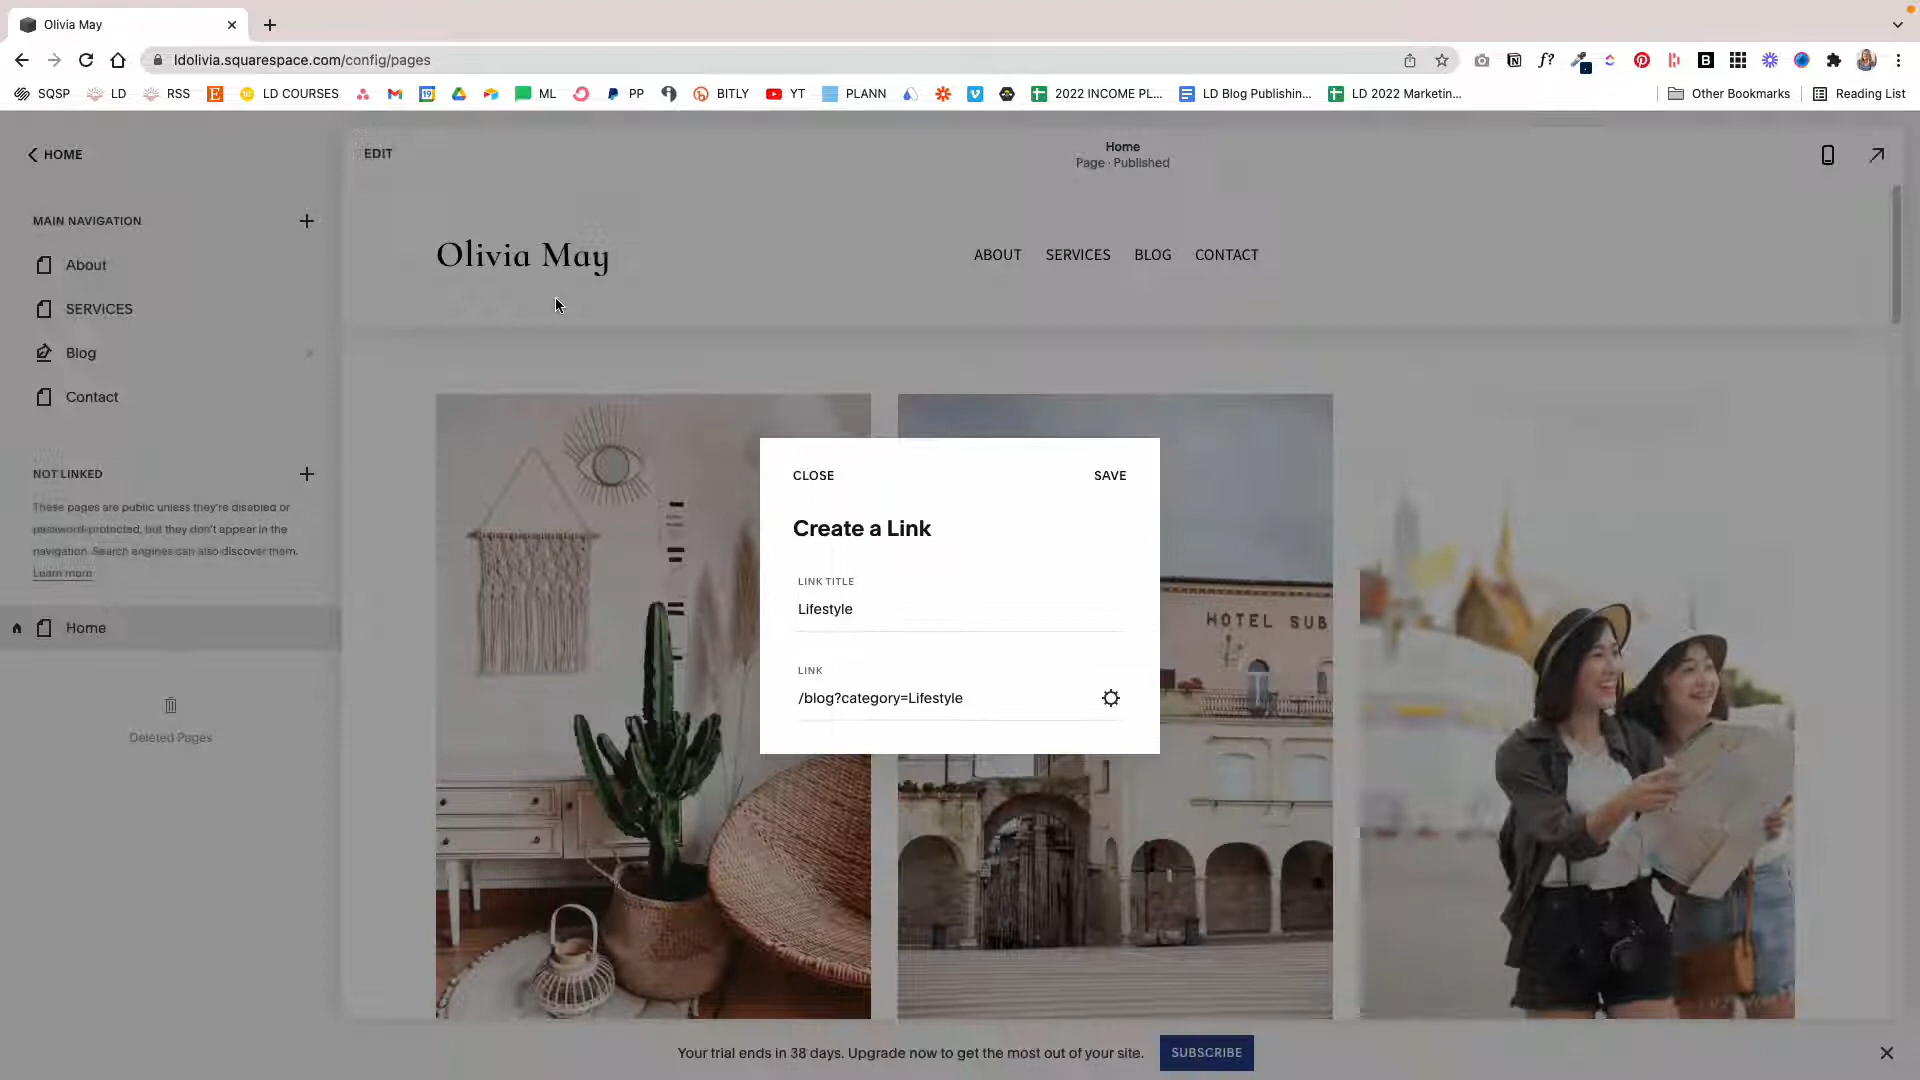 Olivia May
ldolivia.squarespace.com/config/pages
SQSP
LD
RSS
LD COURSES
19
ML
PP
BITLY
YT
PLANN
2022 INCOME PL...
LD Blog Publishin...
LD 2022 Marketin...
Other Bookmarks
Reading List
HOME
EDIT
Home
Page · Published
MAIN NAVIGATION
About
SERVICES
Blog
Contact
Olivia May
ABOUT SERVICES BLOG CONTACT
NOT LINKED
These pages are public unless they're disabled or
password-protected, but they don't appear in the
navigation. Search engines can also discover them.
Learn more
Home
Deleted Pages
CLOSE
SAVE
Create a Link
LINK TITLE
Lifestyle
LINK
/blog?category=Lifestyle
HOTEL SUB
Your trial ends in 38 days. Upgrade now to get the most out of your site.
SUBSCRIBE